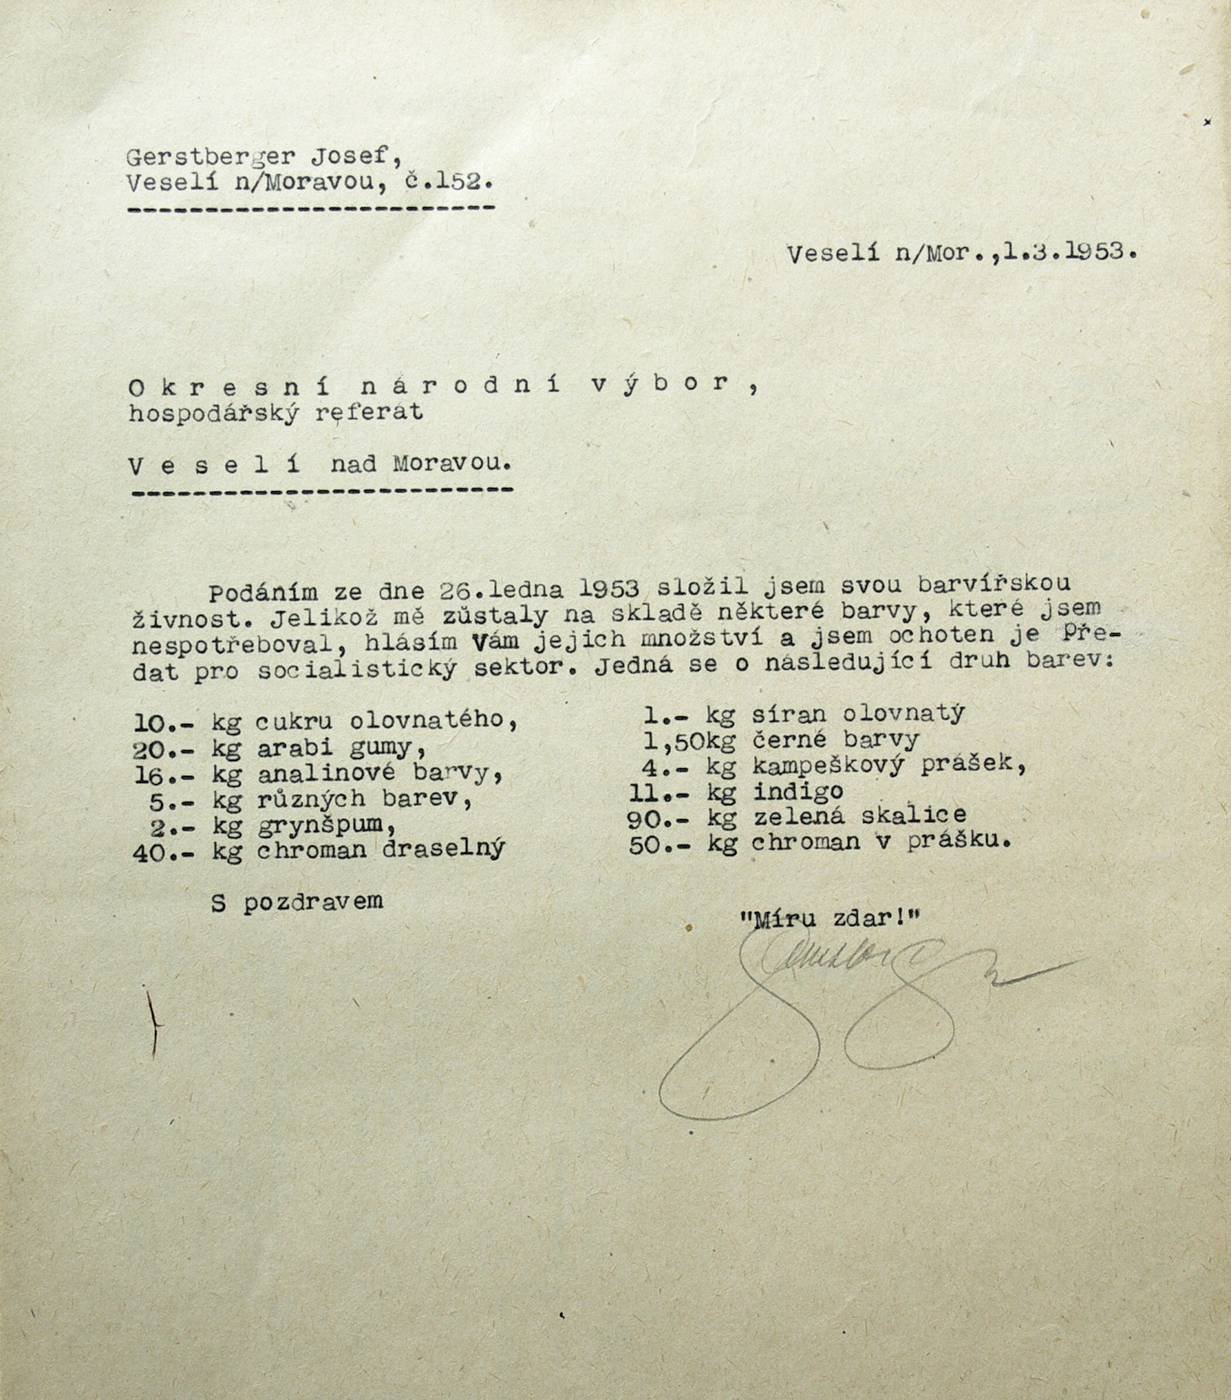 Gerstberger Josef,
Veselí n/Moravou, č.152.
Veselí n/Mor.,1.3.1953.
O k r e s n í  n á r o d n í  v ý b o r ,
hospodářský referát
V e s e l í  nad Moravou.
Podáním ze dne 26.ledna 1953 složil jsem svou barvířskou
živnost. Jelikož mě zůstaly na skladě některé barvy, které jsem
nespotřeboval, hlásím Vám jejich množství a jsem ochoten je pře-
dat pro socialistický sektor. Jedná se o následující druh barev:
10.- kg cukru olovnatého,
20.- kg arabi gumy,
16.- kg analinové barvy,
5.- kg různých barev,
2.- kg grynšpum,
40.- kg chroman draselný
1.- kg síran olovnatý
1,50kg černé barvy
4.- kg kampeškový prášek,
11.- kg indigo
90.- kg zelená skalice
50.- kg chroman v prášku.
S pozdravem
"Míru zdar!"